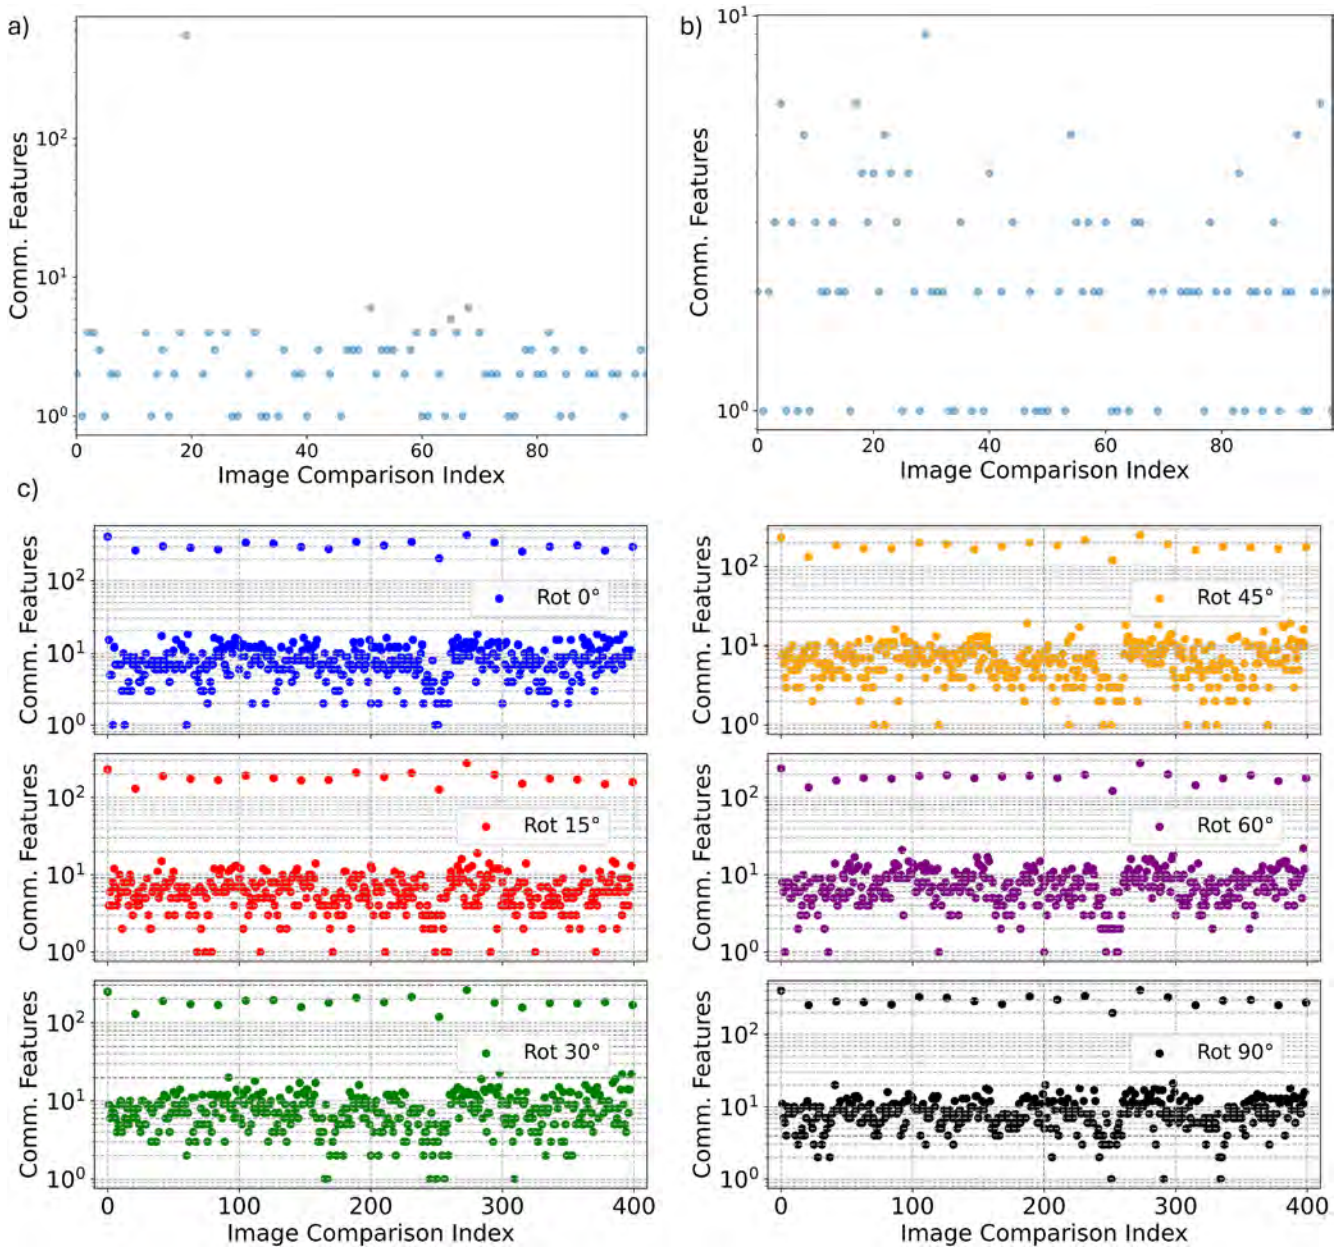 a)
Comm. Features
10²
10¹
10⁰
0 20 40 60 80
Image Comparison Index
b)
Comm. Features
10¹
10⁰
0 20 40 60 80
Image Comparison Index
c)
Comm. Features
10²
10¹
10⁰
Rot 0°
Comm. Features
10²
10¹
10⁰
Rot 45°
Comm. Features
10²
10¹
10⁰
Rot 15°
Comm. Features
10²
10¹
10⁰
Rot 60°
Comm. Features
10²
10¹
10⁰
Rot 30°
0 100 200 300 400
Image Comparison Index
Comm. Features
10²
10¹
10⁰
Rot 90°
0 100 200 300 400
Image Comparison Index